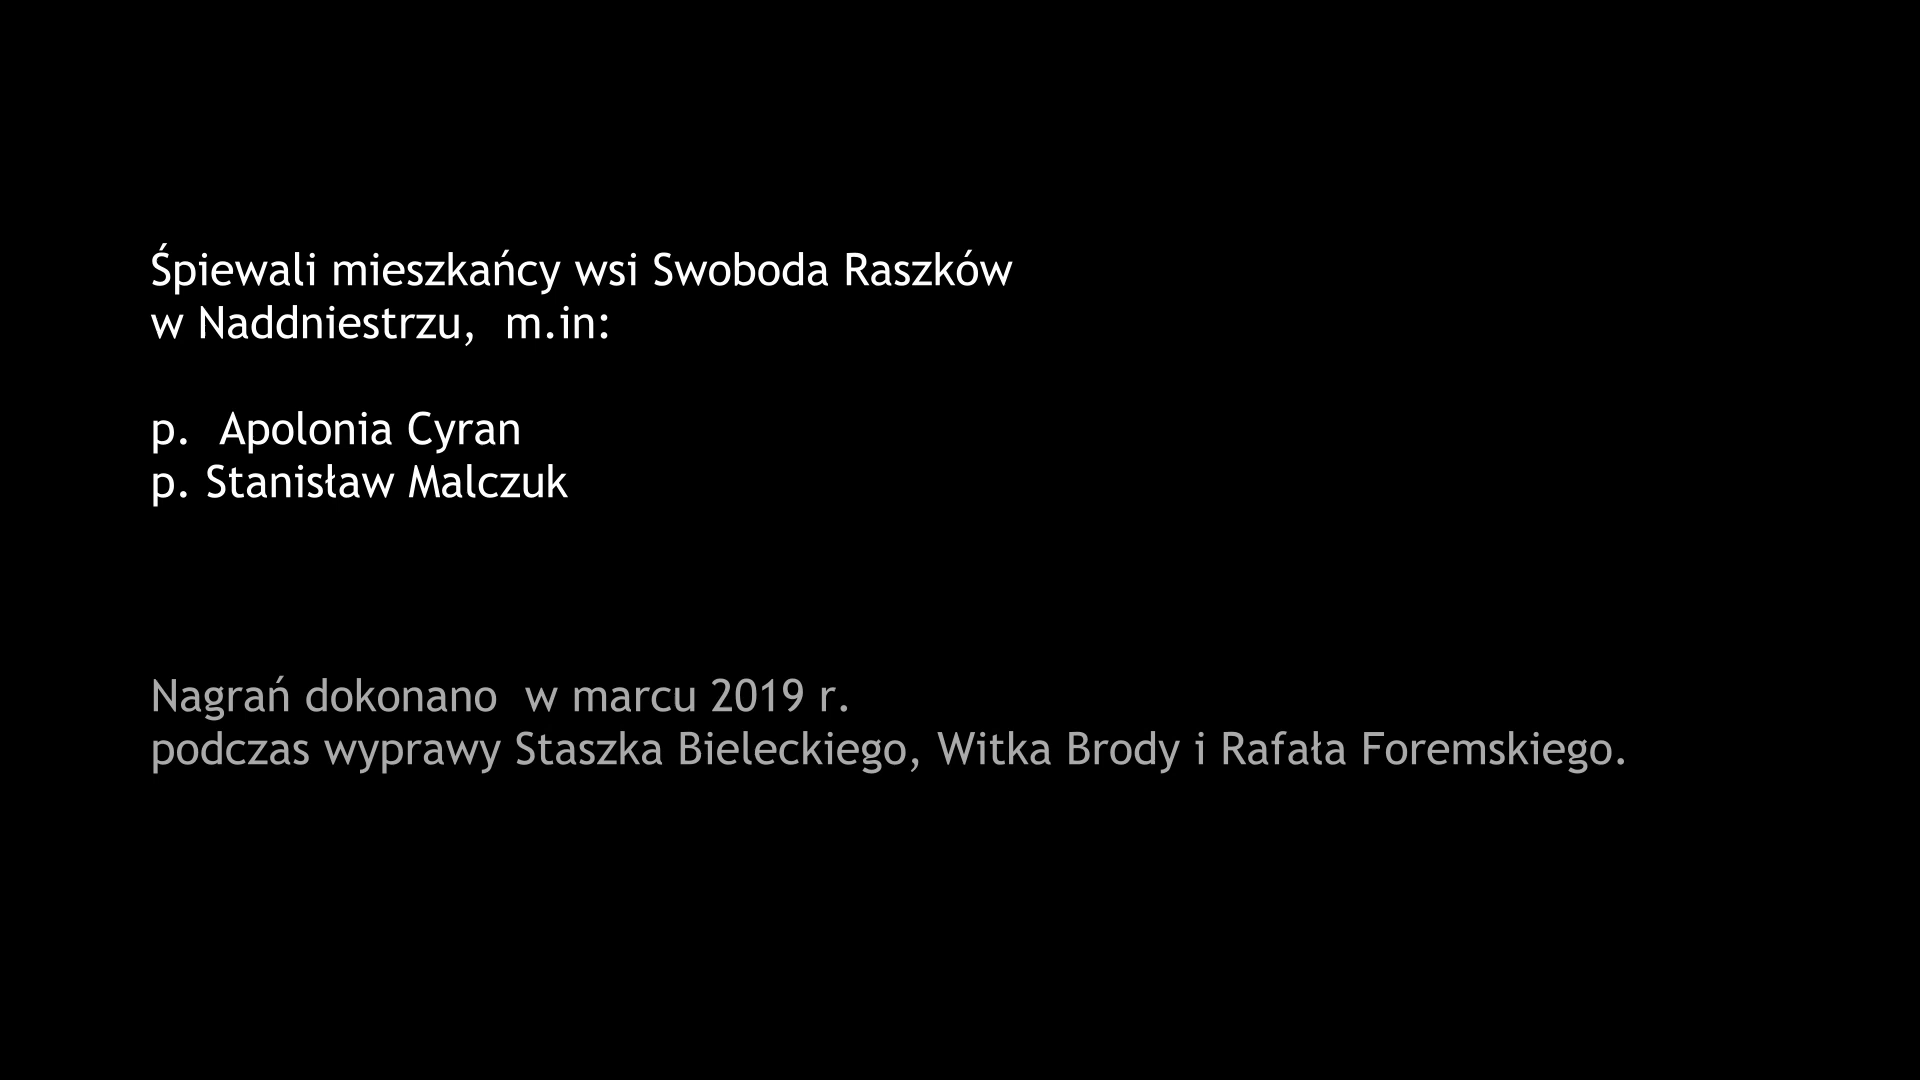 Śpiewali mieszkańcy wsi Swoboda Raszków
w Naddniestrzu,  m.in:
p.  Apolonia Cyran
p. Stanisław Malczuk
Nagrań dokonano  w marcu 2019 r.
podczas wyprawy Staszka Bieleckiego, Witka Brody i Rafała Foremskiego.